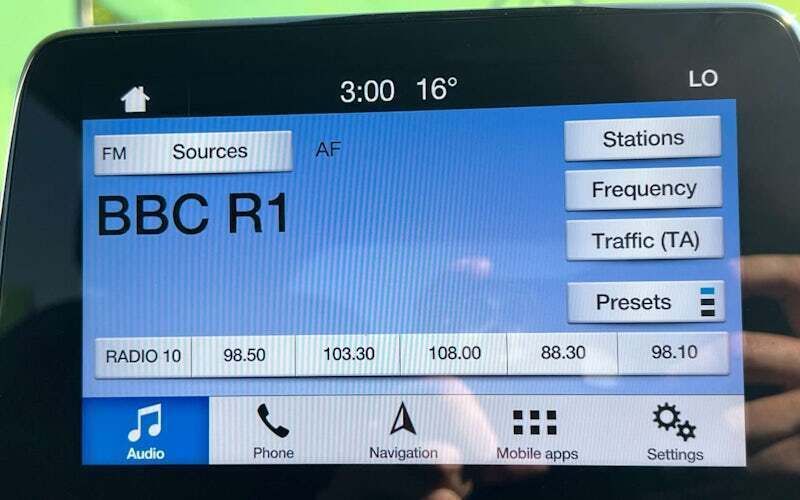 3:00 16° LO
FM Sources AF Stations
BBC R1
Frequency
Traffic (TA)
Presets
RADIO 10 98.50 103.30 108.00 88.30 98.10
Audio Phone Navigation Mobile apps Settings